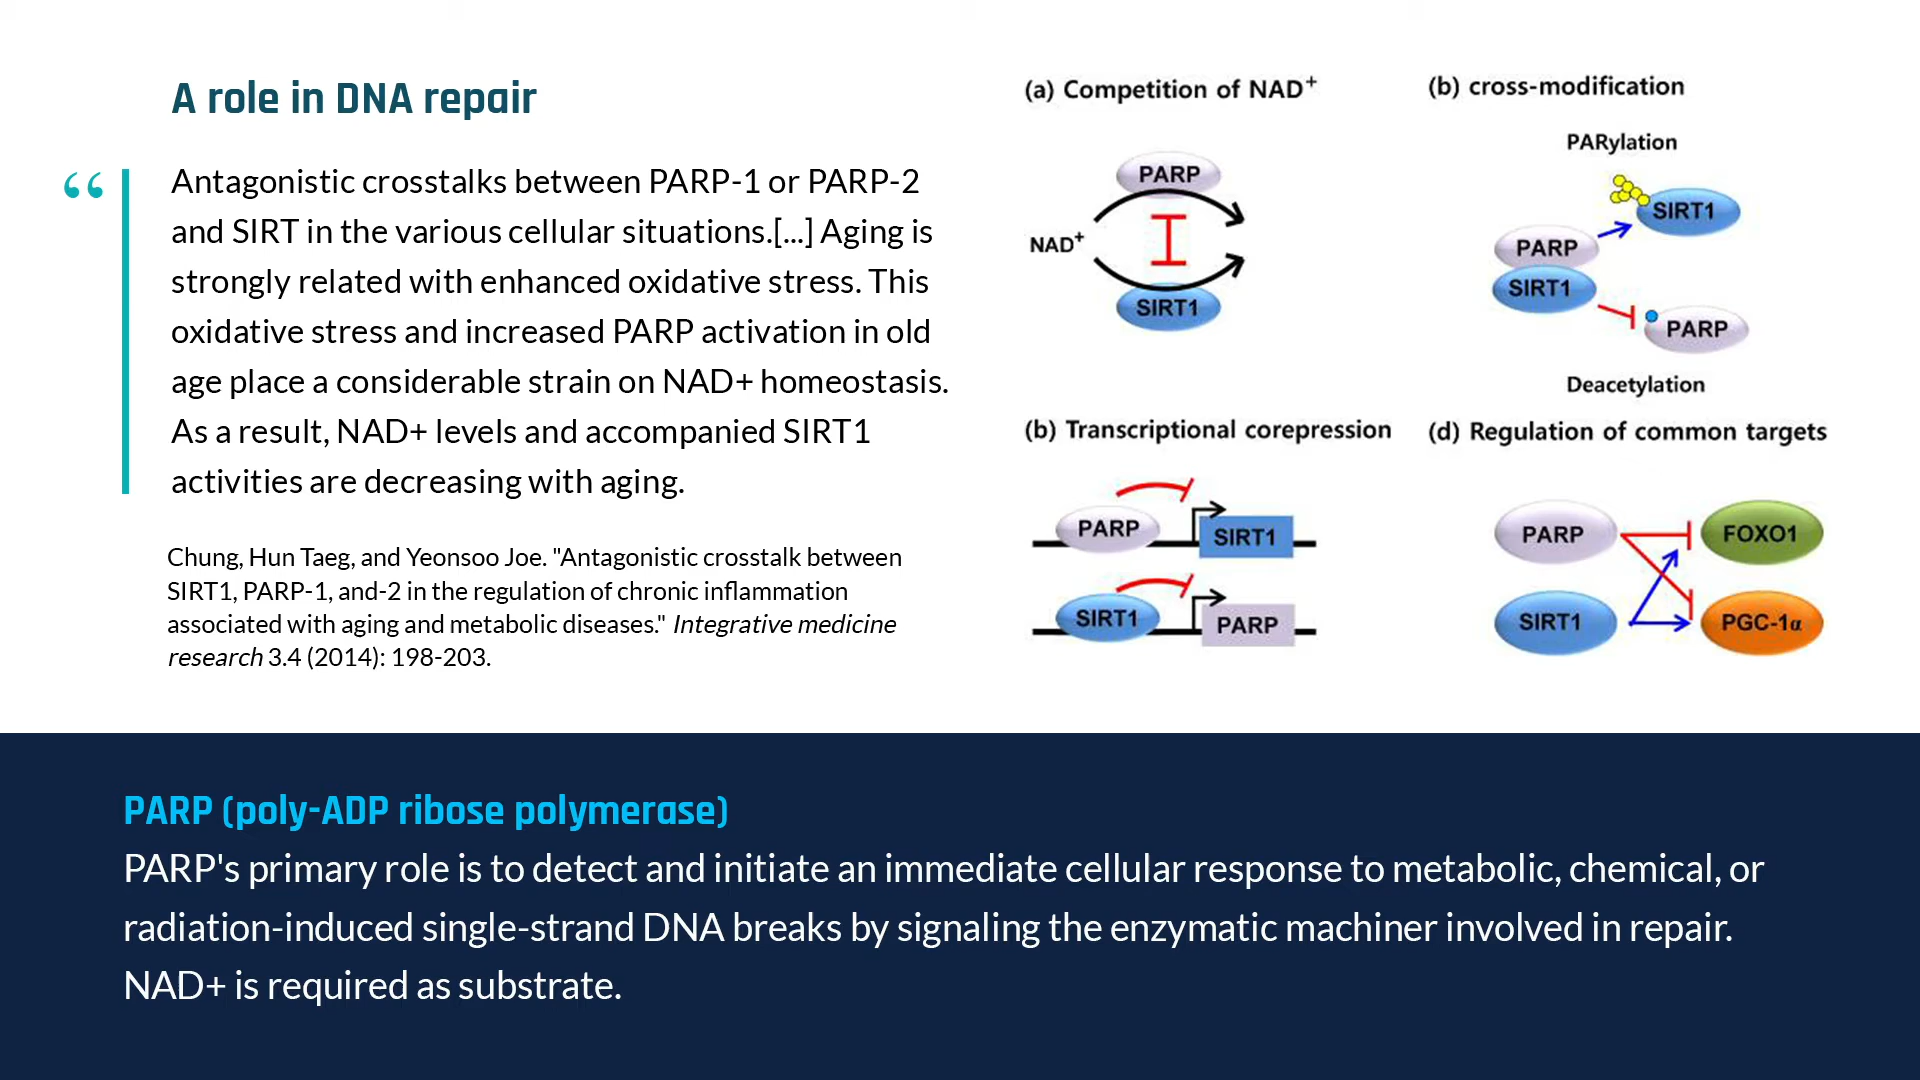 A role in DNA repair
“
Antagonistic crosstalks between PARP-1 or PARP-2
and SIRT in the various cellular situations.[...] Aging is
strongly related with enhanced oxidative stress. This
oxidative stress and increased PARP activation in old
age place a considerable strain on NAD+ homeostasis.
As a result, NAD+ levels and accompanied SIRT1
activities are decreasing with aging.
Chung, Hun Taeg, and Yeonsoo Joe. "Antagonistic crosstalk between
SIRT1, PARP-1, and-2 in the regulation of chronic inflammation
associated with aging and metabolic diseases." Integrative medicine
research 3.4 (2014): 198-203.
(a) Competition of NAD+
PARP
NAD+
SIRT1
(b) cross-modification
PARylation
SIRT1
PARP
SIRT1
PARP
Deacetylation
(b) Transcriptional corepression
PARP
SIRT1
SIRT1
PARP
(d) Regulation of common targets
PARP
FOXO1
SIRT1
PGC-1α
PARP (poly-ADP ribose polymerase)
PARP's primary role is to detect and initiate an immediate cellular response to metabolic, chemical, or
radiation-induced single-strand DNA breaks by signaling the enzymatic machiner involved in repair.
NAD+ is required as substrate.